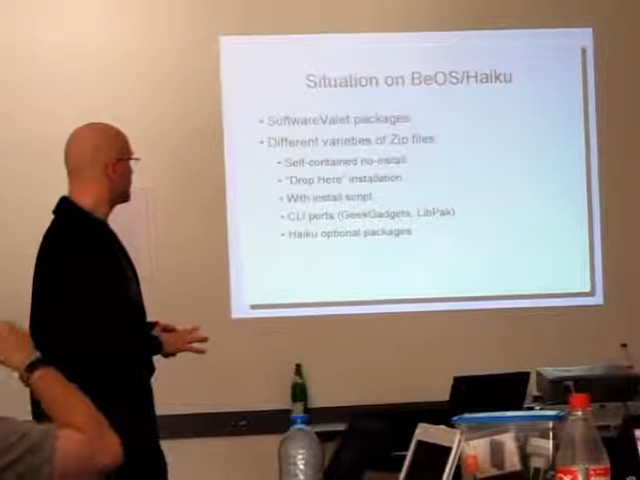 Situation on BeOS/Haiku
• SoftwareValet packages
• Different varieties of Zip files:
• Self-contained no-install
• "Drop Here" installation
• With install script
• CLI ports (GeekGadgets, LibPak)
• Haiku optional packages